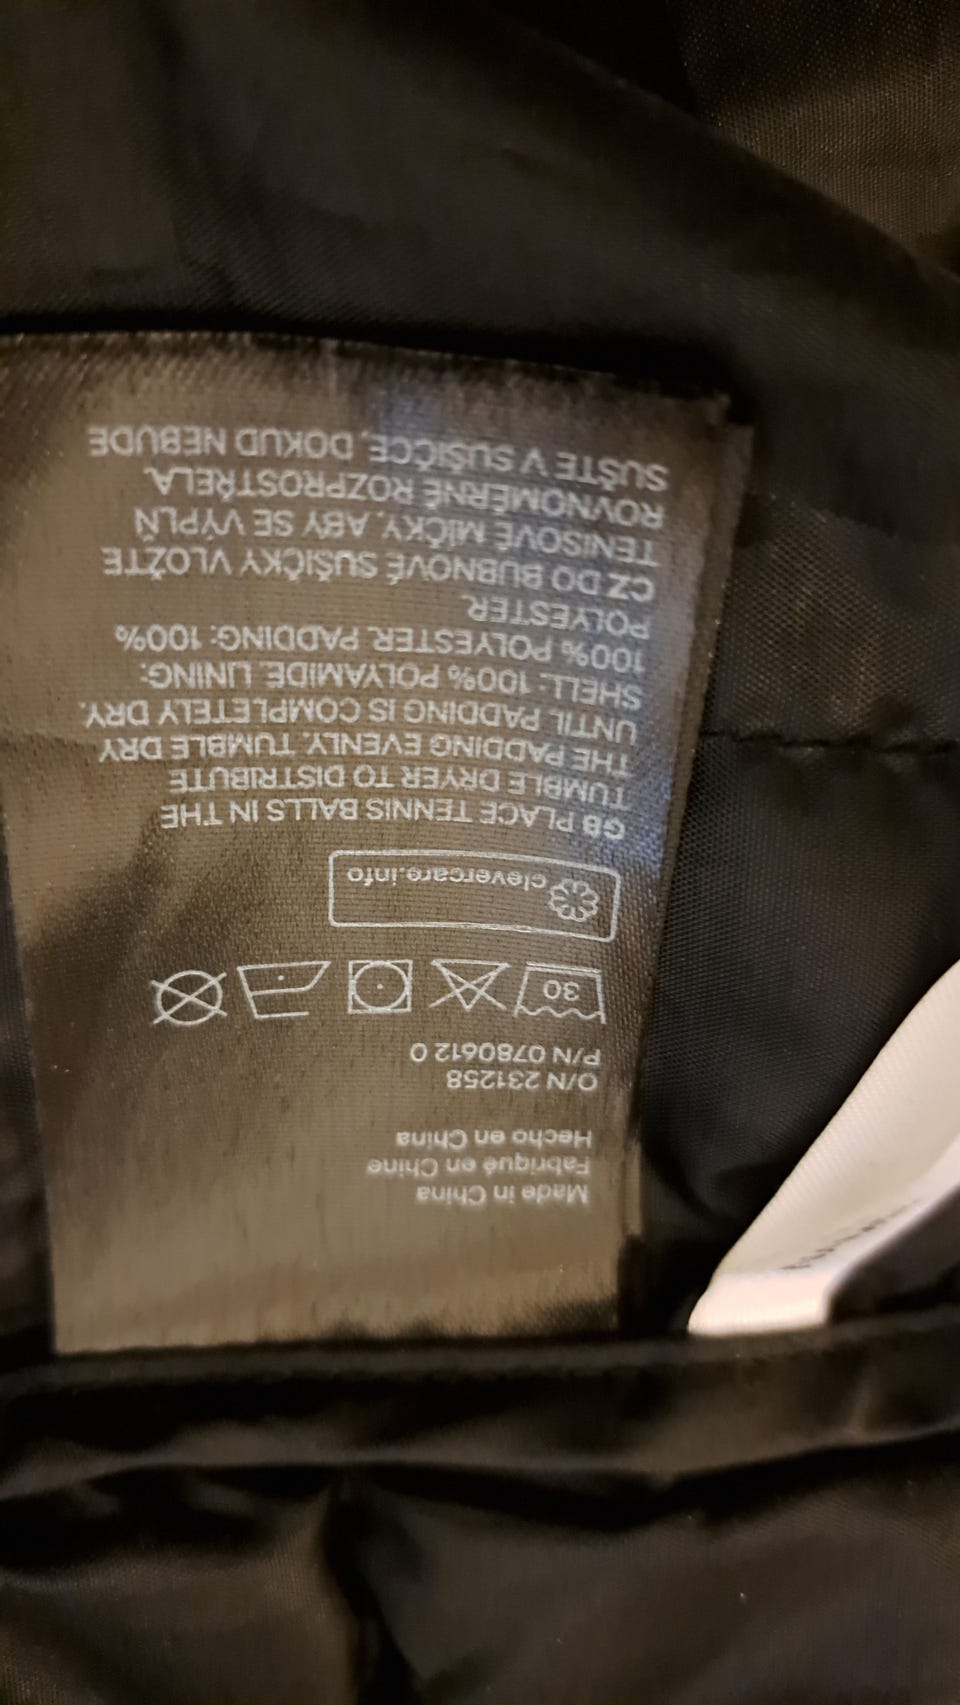 Made in China
Fabriqué en Chine
Hecho en China
O/N 231258
P/N 0780612 0
30
clevercare.info
GB PLACE TENNIS BALLS IN THE
TUMBLE DRYER TO DISTRIBUTE
THE PADDING EVENLY. TUMBLE DRY
UNTIL PADDING IS COMPLETELY DRY.
SHELL: 100% POLYAMIDE. LINING:
100% POLYESTER. PADDING: 100%
POLYESTER.
CZ DO BUBNOVÉ SUŠIČKY VLOŽTE
TENISOVÉ MÍČKY, ABY SE VÝPLŇ
ROVNOMĚRNĚ ROZPROSTŘELA.
SUŠTE V SUŠIČCE, DOKUD NEBUDE